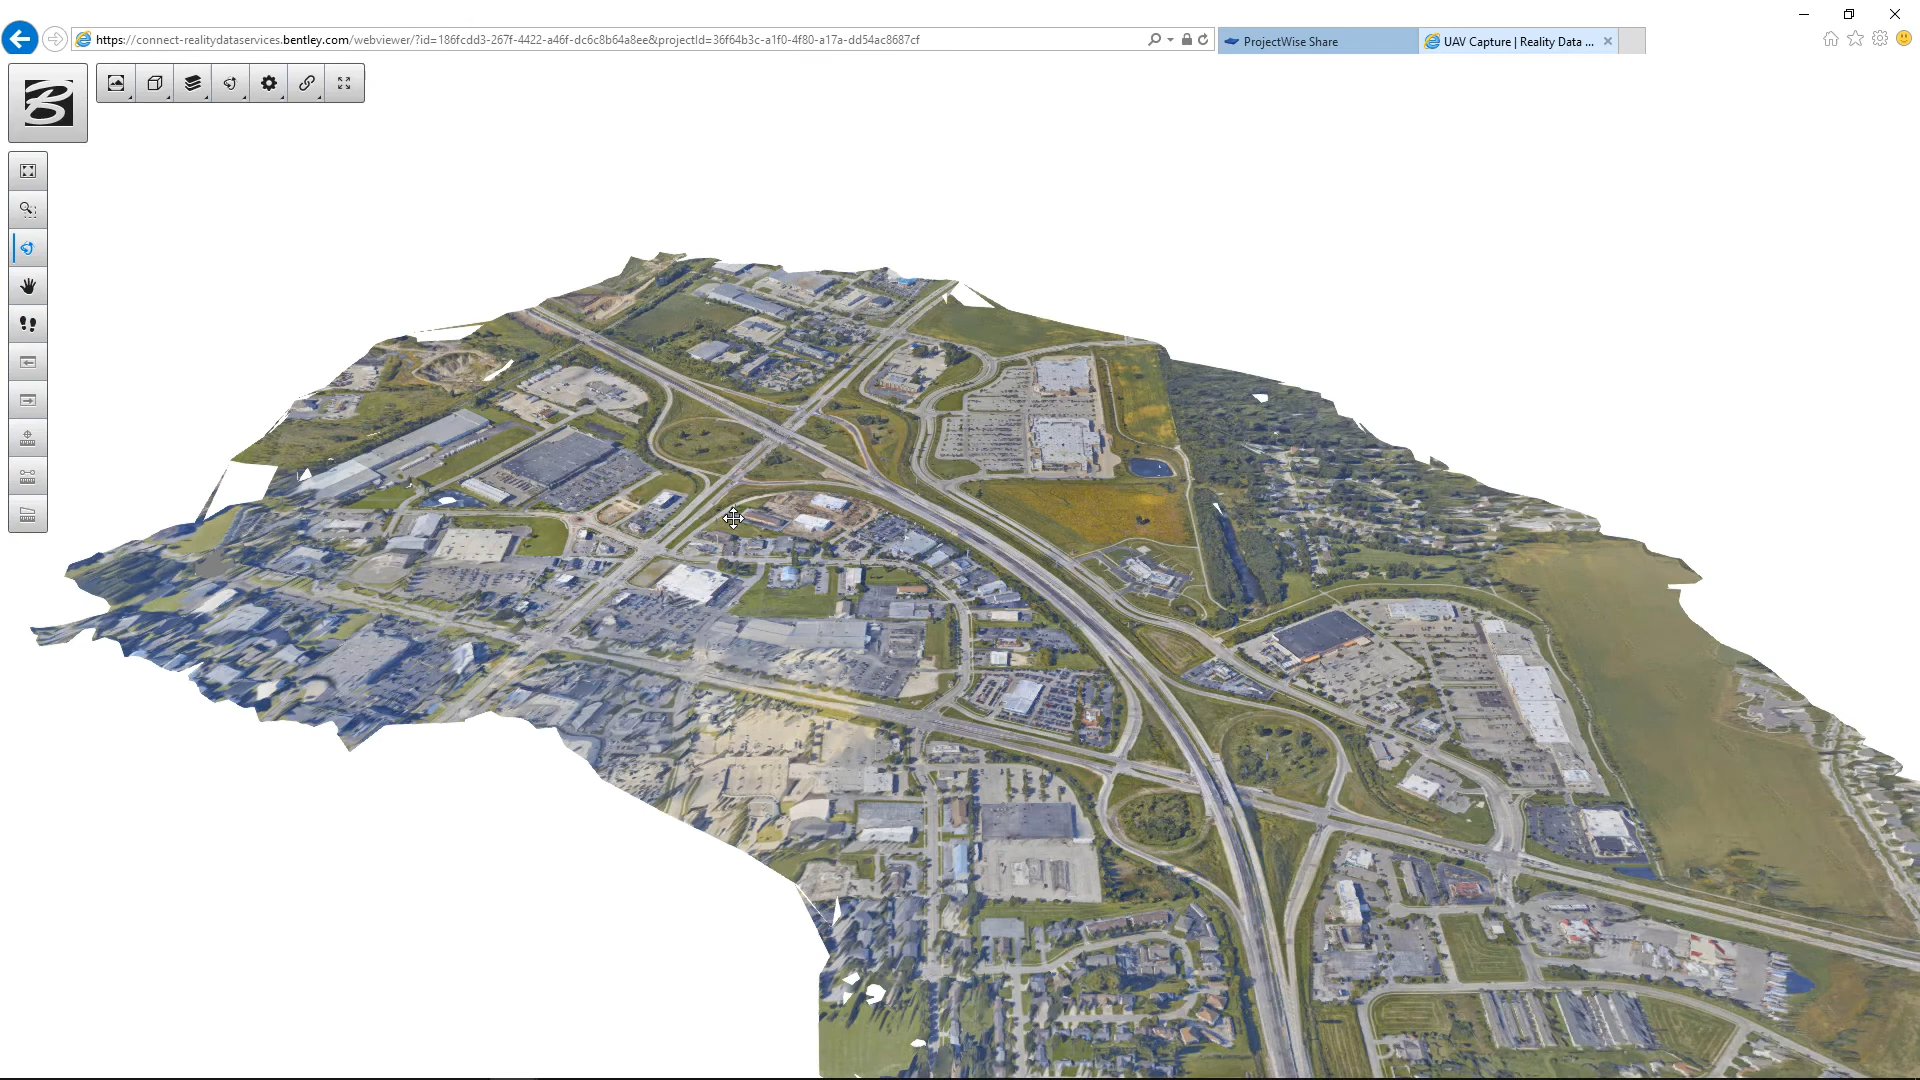 https://connect-realitydataservices.bentley.com/webviewer/?id=186fcdd3-267f-4422-a46f-dc6c8b64a8ee&projectId=36f64b3c-a1f0-4f80-a17a-dd54ac8687cf
ProjectWise Share
UAV Capture | Reality Data ...